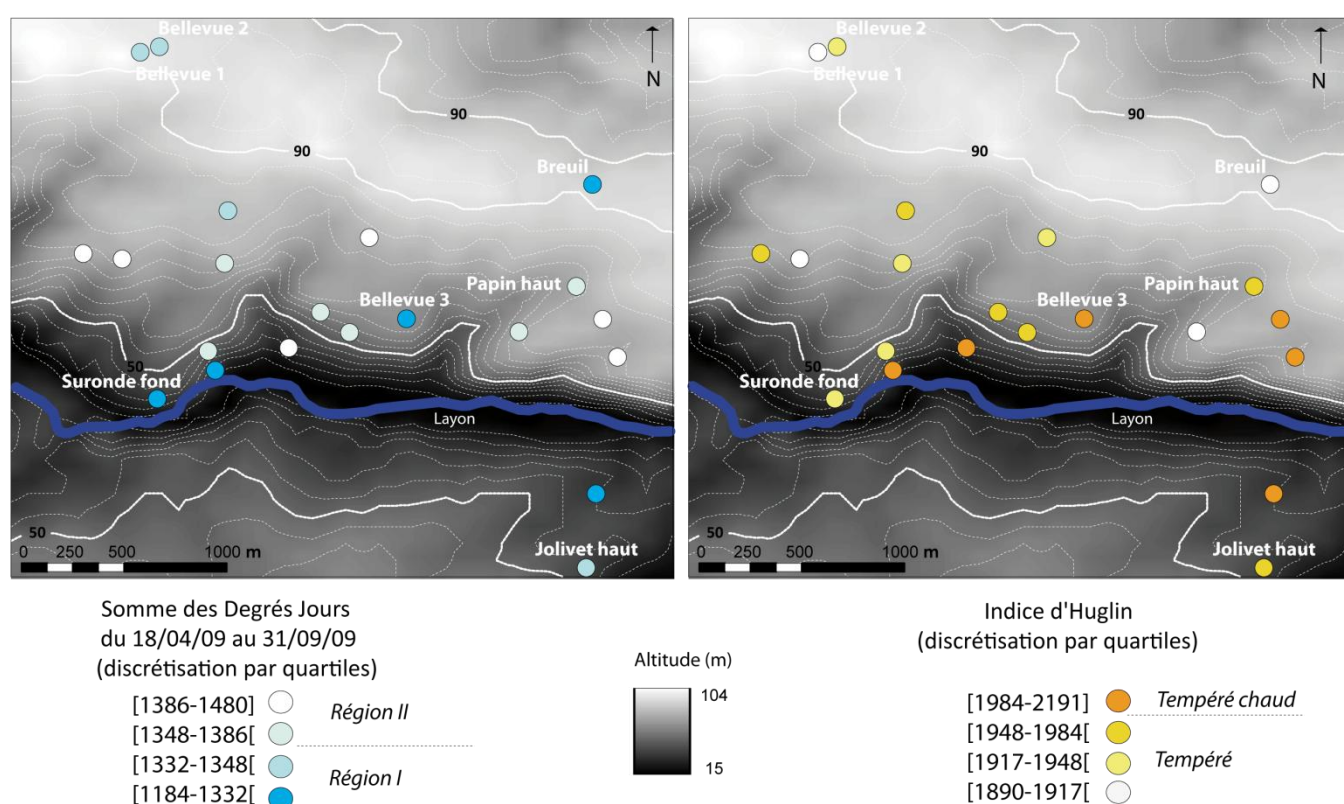 Bellevue 2
Bellevue 1
N
90
90
Breuil
Papin haut
Bellevue 3
50
Suronde fond
Layon
50
0 250 500 1000 m
Jolivet haut
Bellevue 2
Bellevue 1
N
90
90
Breuil
Papin haut
Bellevue 3
50
Suronde fond
Layon
50
0 250 500 1000 m
Jolivet haut
Somme des Degrés Jours
du 18/04/09 au 31/09/09
(discrétisation par quartiles)
[1386-1480]
Région II
[1348-1386[
[1332-1348[
Région I
[1184-1332[
Altitude (m)
104
15
Indice d'Huglin
(discrétisation par quartiles)
[1984-2191]
Tempéré chaud
[1948-1984[
[1917-1948[
Tempéré
[1890-1917[